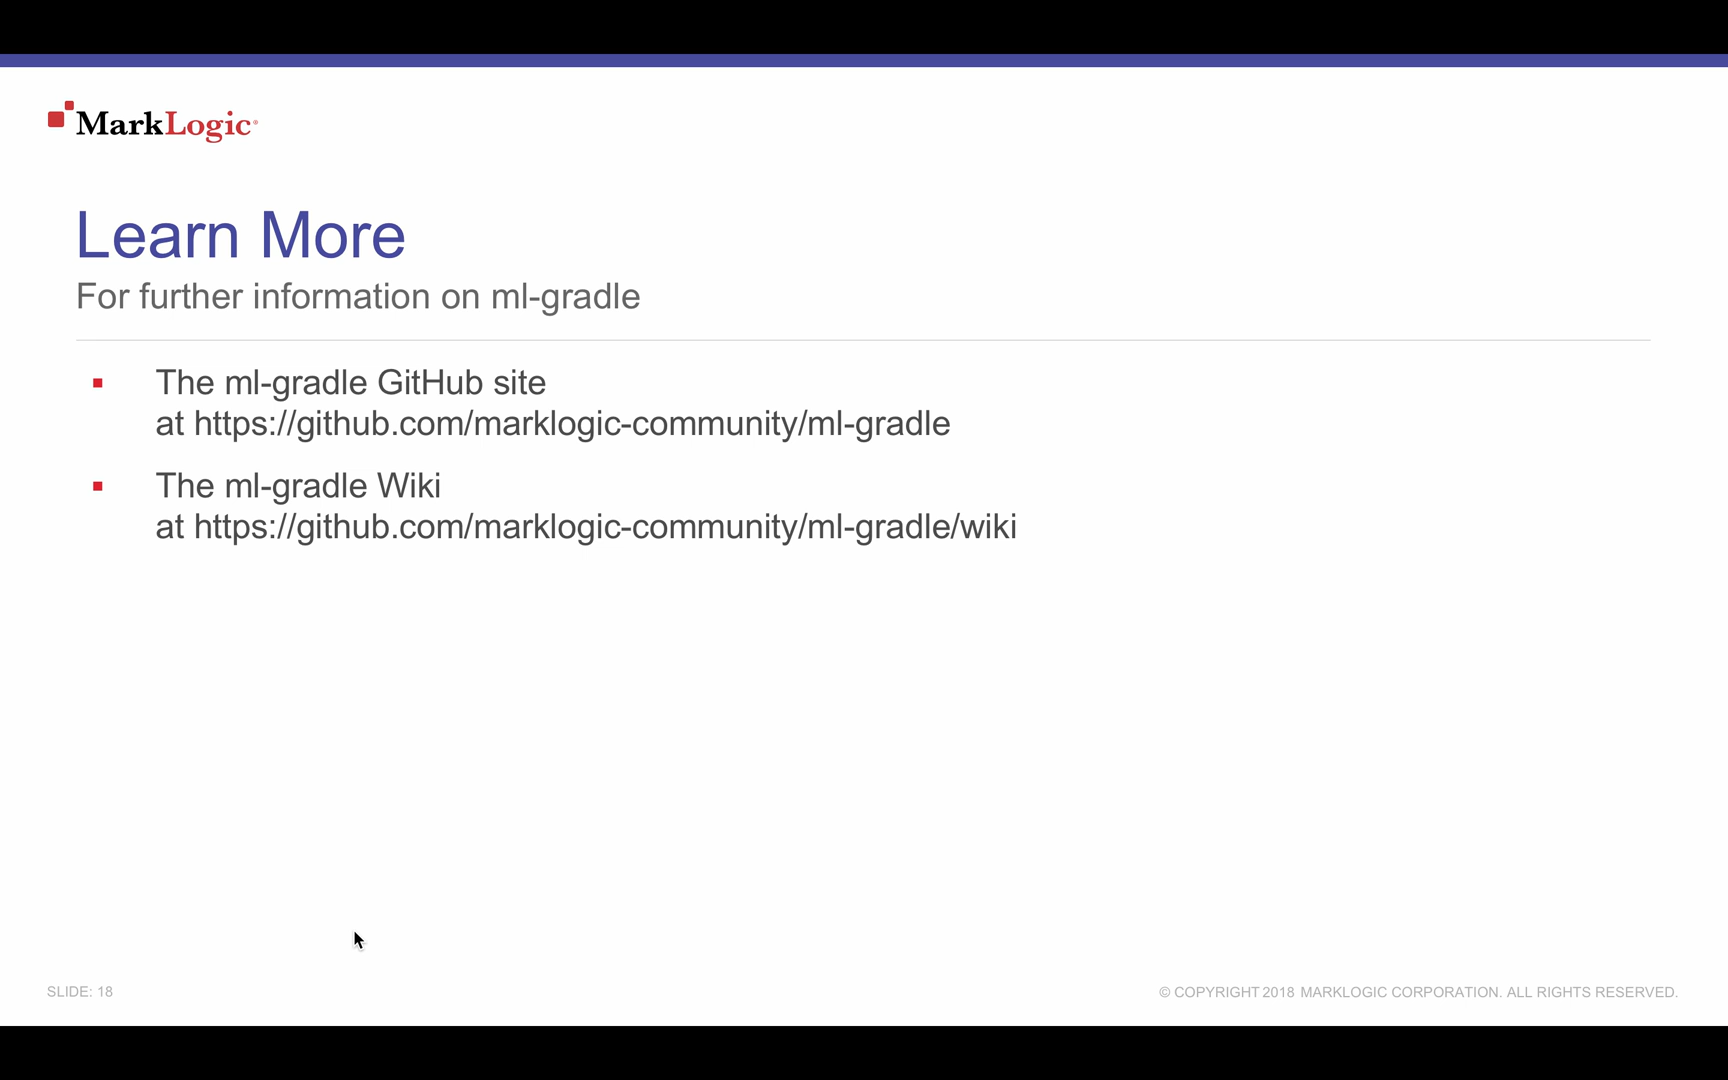 MarkLogic®
Learn More
For further information on ml-gradle
▪ The ml-gradle GitHub site
at https://github.com/marklogic-community/ml-gradle
▪ The ml-gradle Wiki
at https://github.com/marklogic-community/ml-gradle/wiki
SLIDE: 18
© COPYRIGHT 2018 MARKLOGIC CORPORATION. ALL RIGHTS RESERVED.